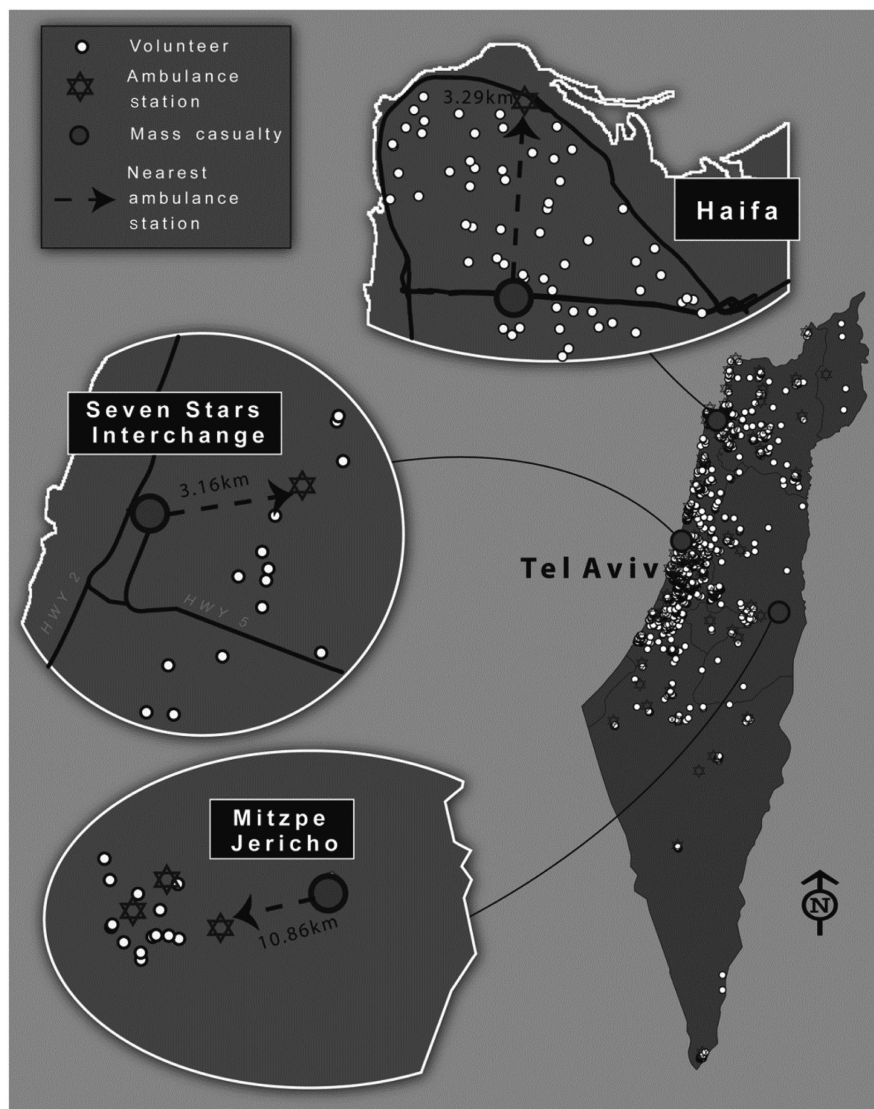 Volunteer
Ambulance
station
Mass casualty
Nearest
ambulance
station
3.29km
Haifa
Seven Stars
Interchange
3.16km
HWY 2
HWY 5
Tel Aviv
Mitzpe
Jericho
10.86km
N